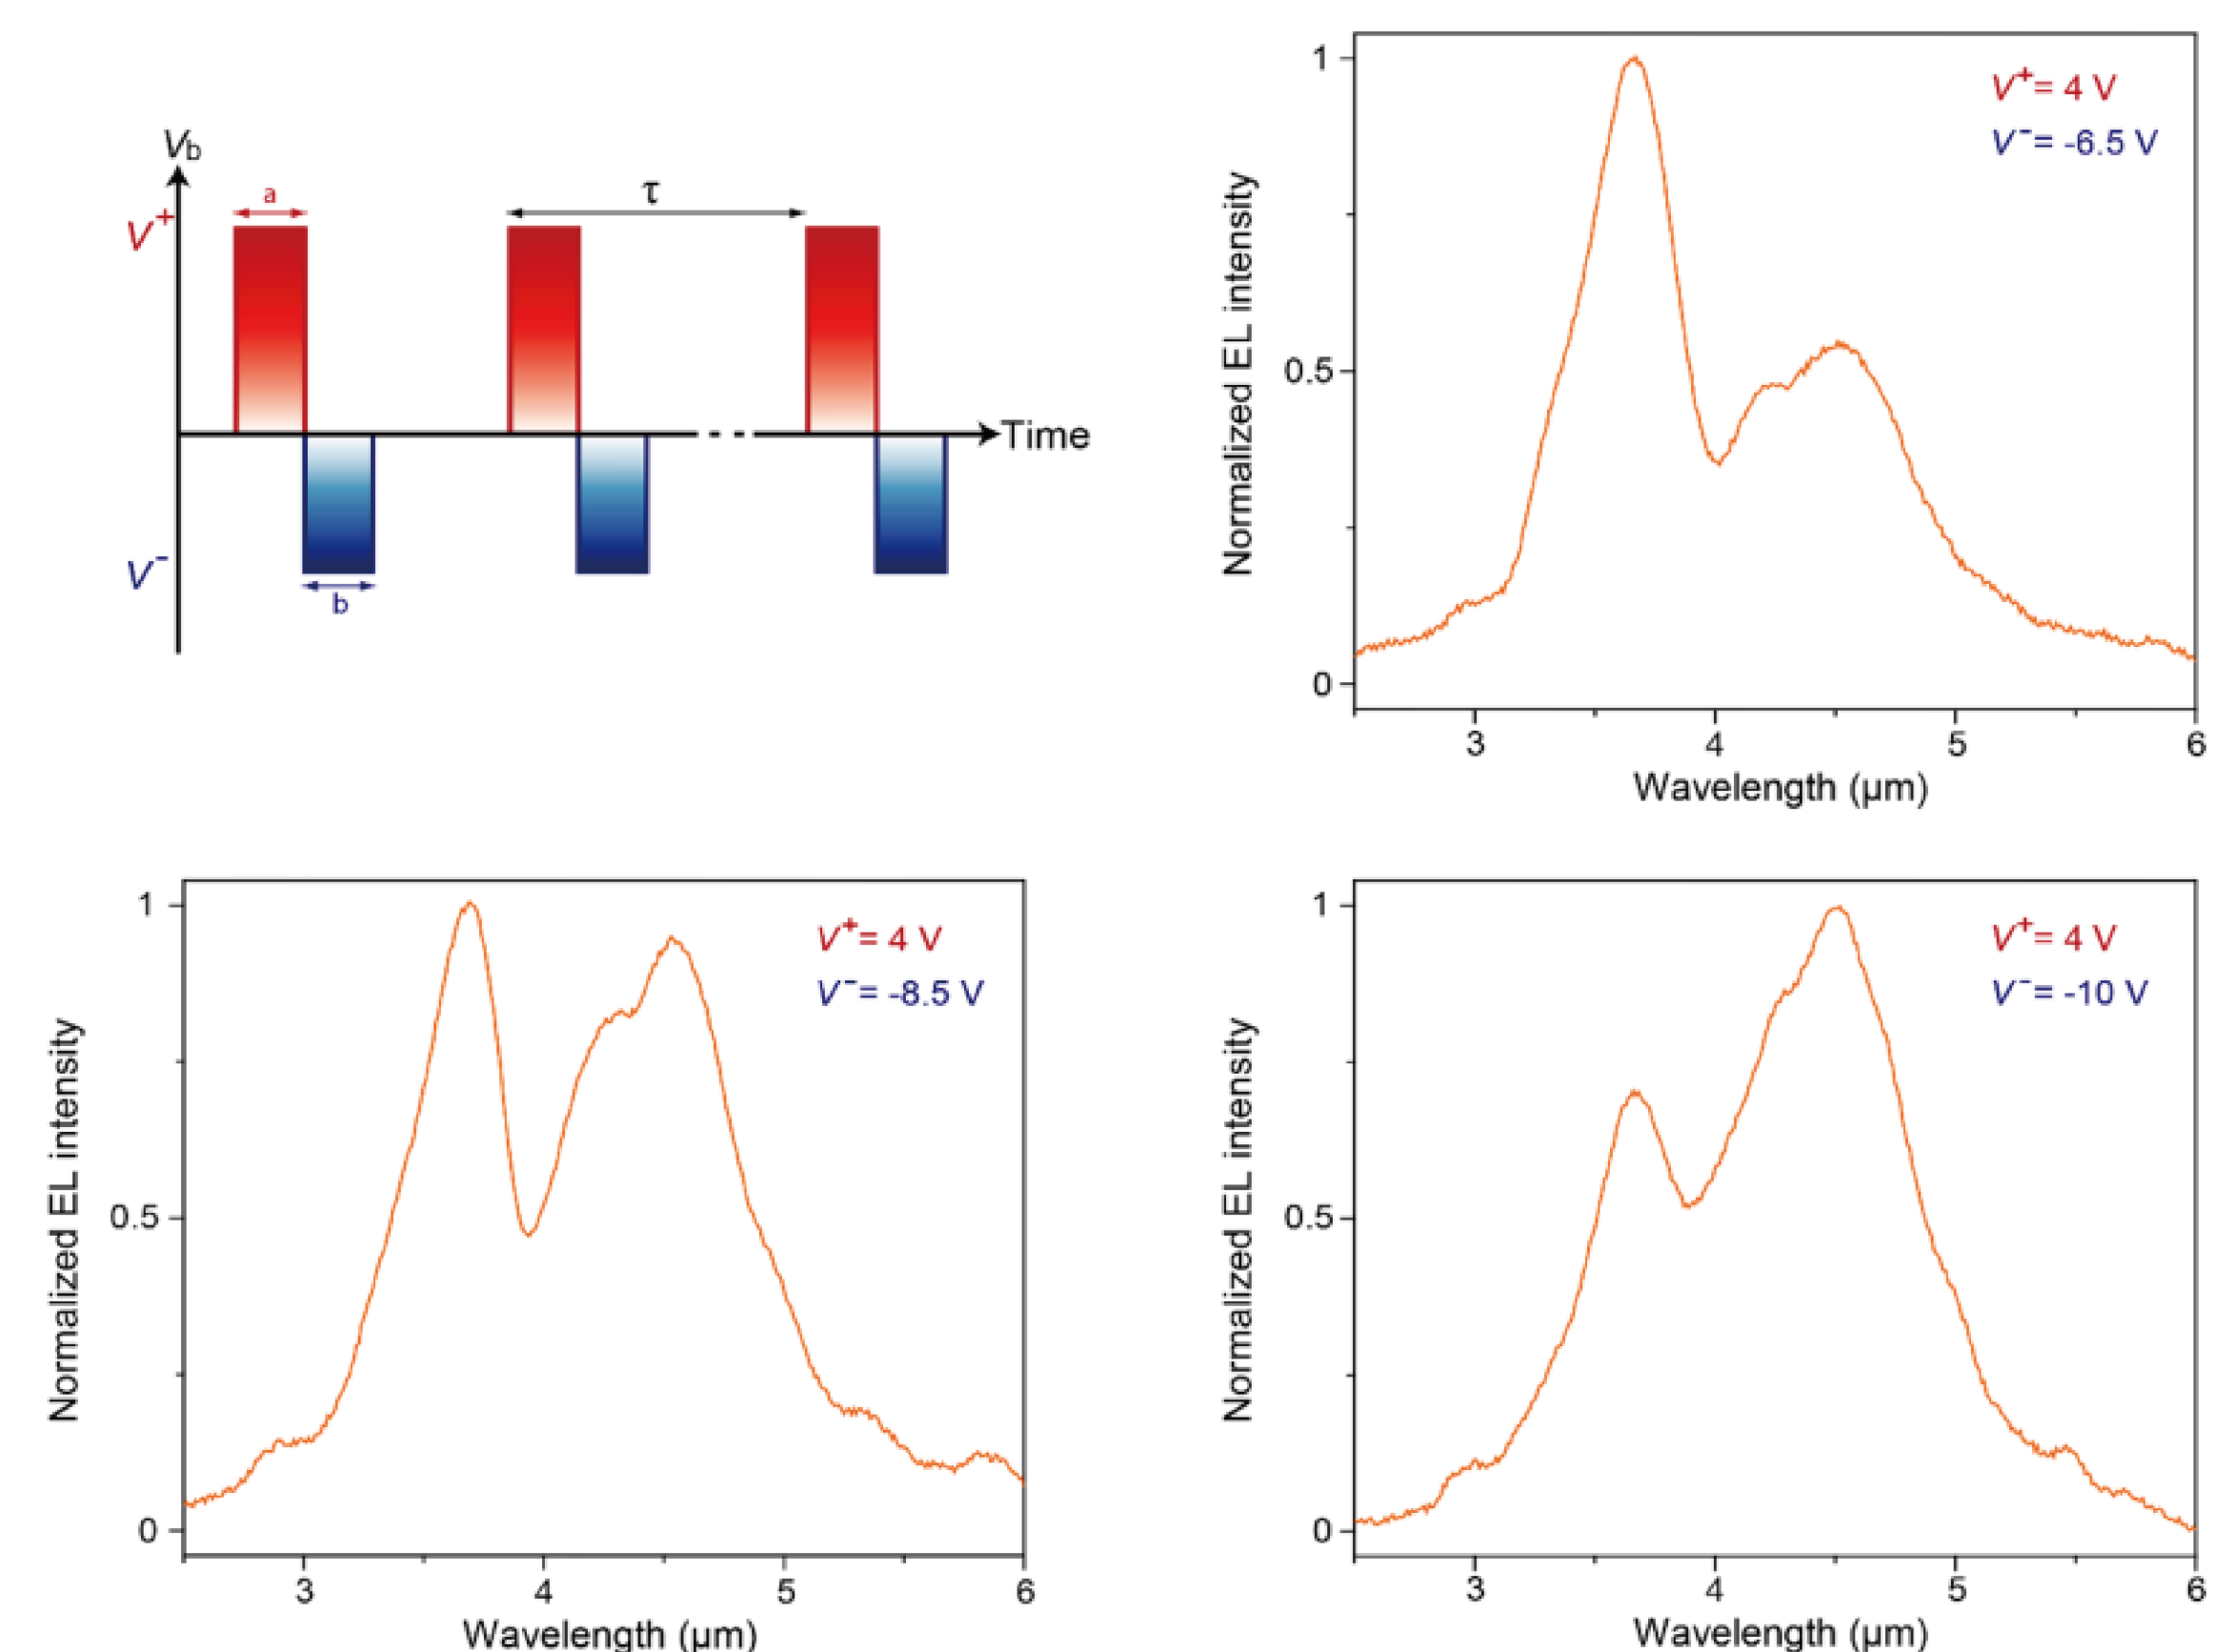 Vb
V+
a
τ
Time
V-
b
Normalized EL intensity
1
0.5
0
V+= 4 V
V-= -6.5 V
3 4 5 6
Wavelength (µm)
Normalized EL intensity
1
0.5
0
V+= 4 V
V-= -8.5 V
3 4 5 6
Wavelength (µm)
Normalized EL intensity
1
0.5
0
V+= 4 V
V-= -10 V
3 4 5 6
Wavelength (µm)